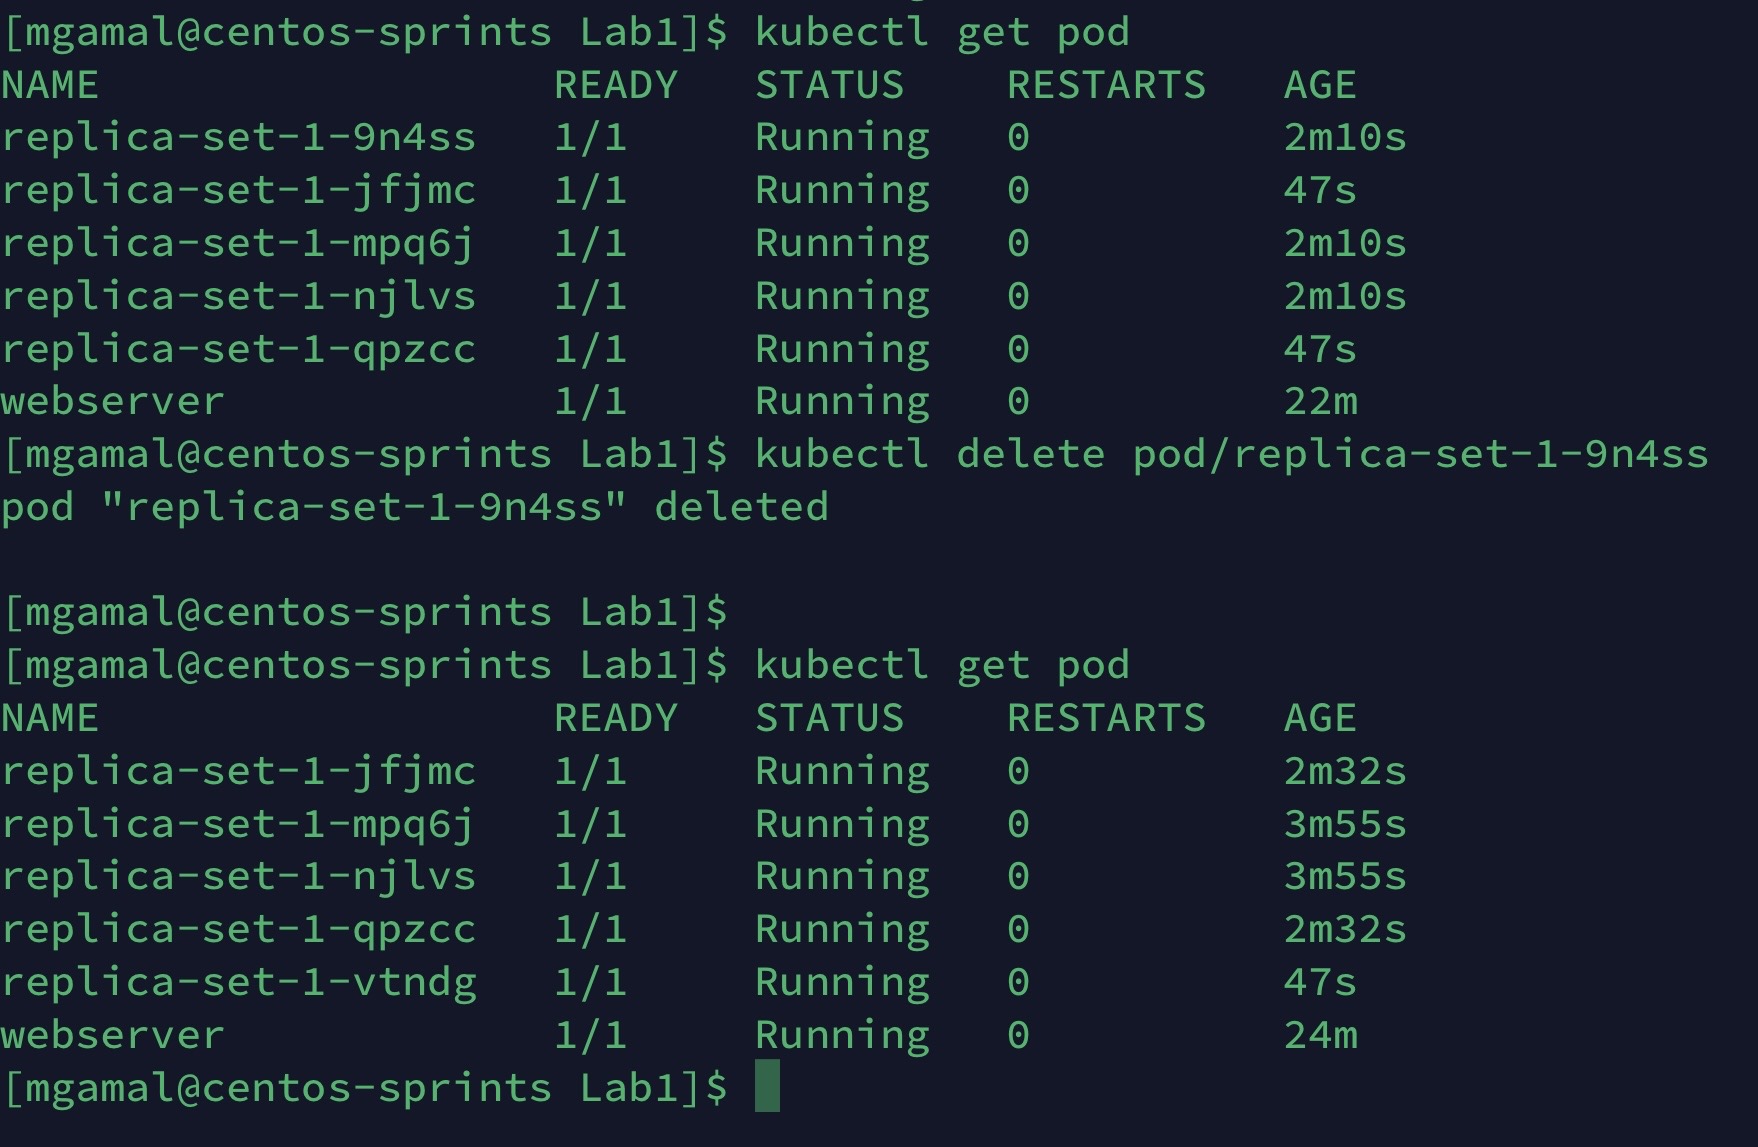 [mgamal@centos-sprints Lab1]$ kubectl get pod
NAME READY STATUS RESTARTS AGE
replica-set-1-9n4ss 1/1 Running 0 2m10s
replica-set-1-jfjmc 1/1 Running 0 47s
replica-set-1-mpq6j 1/1 Running 0 2m10s
replica-set-1-njlvs 1/1 Running 0 2m10s
replica-set-1-qpzcc 1/1 Running 0 47s
webserver 1/1 Running 0 22m
[mgamal@centos-sprints Lab1]$ kubectl delete pod/replica-set-1-9n4ss
pod "replica-set-1-9n4ss" deleted
[mgamal@centos-sprints Lab1]$
[mgamal@centos-sprints Lab1]$ kubectl get pod
NAME READY STATUS RESTARTS AGE
replica-set-1-jfjmc 1/1 Running 0 2m32s
replica-set-1-mpq6j 1/1 Running 0 3m55s
replica-set-1-njlvs 1/1 Running 0 3m55s
replica-set-1-qpzcc 1/1 Running 0 2m32s
replica-set-1-vtndg 1/1 Running 0 47s
webserver 1/1 Running 0 24m
[mgamal@centos-sprints Lab1]$